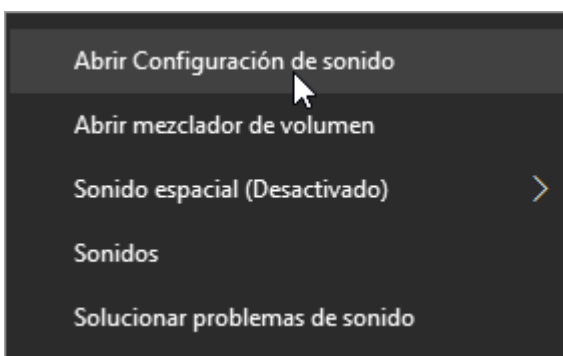 Abrir Configuración de sonido
Abrir mezclador de volumen
Sonido espacial (Desactivado)
Sonidos
Solucionar problemas de sonido